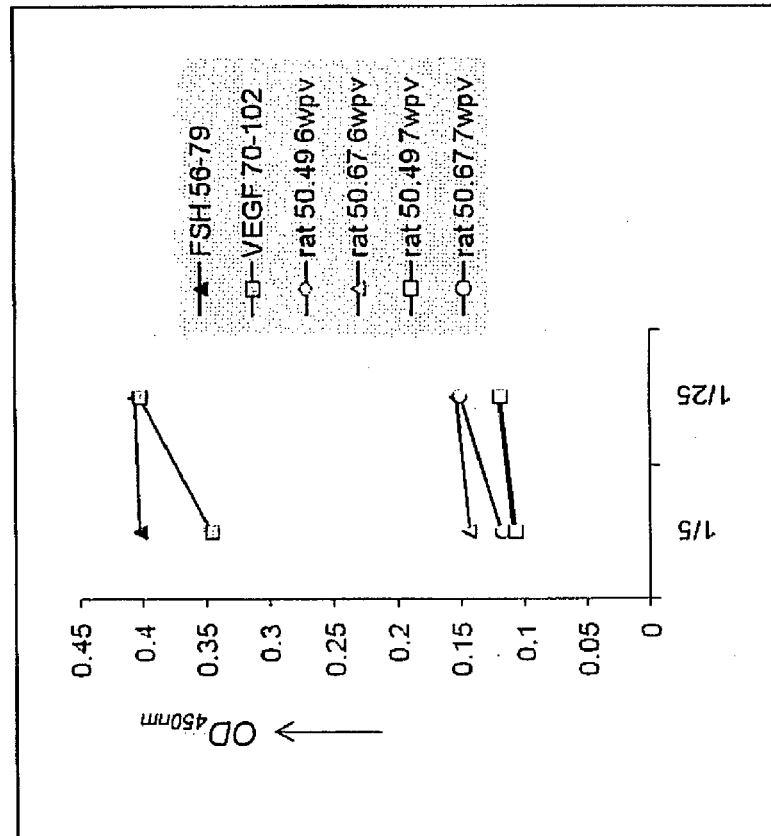 FSH 56-79
VEGF 70-102
rat 50.49 6wpv
rat 50.67 6wpv
rat 50.49 7wpv
rat 50.67 7wpv
0.45
0.4
0.35
0.3
0.25
0.2
0.15
0.1
0.05
0
OD450nm
1/5
1/25